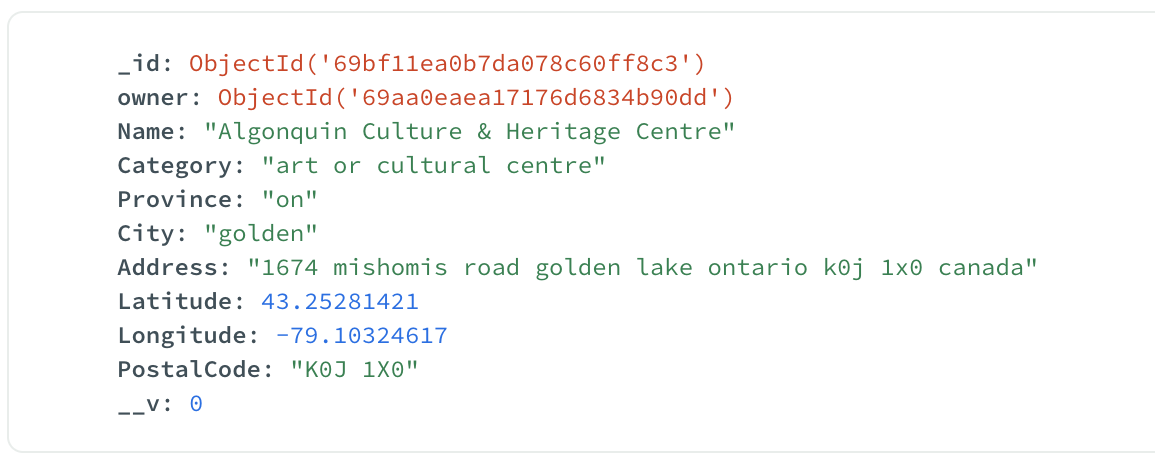 _id: ObjectId('69bf11ea0b7da078c60ff8c3')
owner: ObjectId('69aa0eaea17176d6834b90dd')
Name: "Algonquin Culture & Heritage Centre"
Category: "art or cultural centre"
Province: "on"
City: "golden"
Address: "1674 mishomis road golden lake ontario k0j 1x0 canada"
Latitude: 43.25281421
Longitude: -79.10324617
PostalCode: "K0J 1X0"
__v: 0